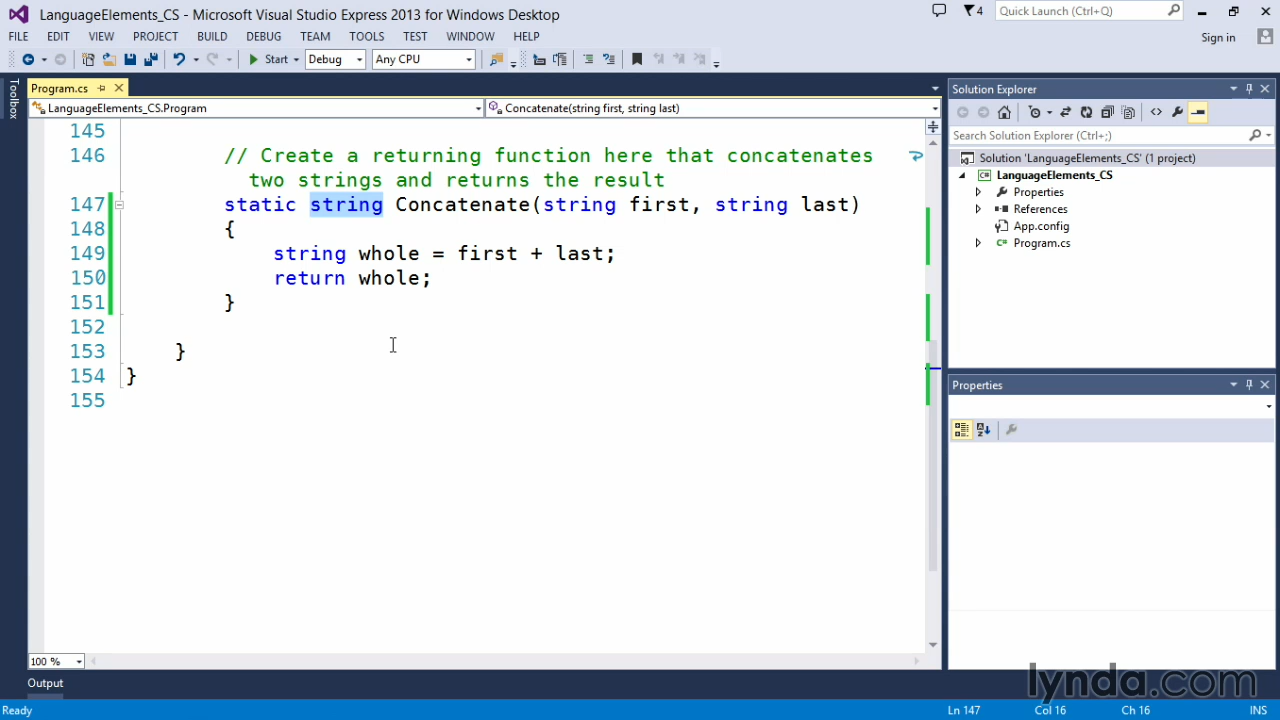 LanguageElements_CS - Microsoft Visual Studio Express 2013 for Windows Desktop
4
Quick Launch (Ctrl+Q)
FILE EDIT VIEW PROJECT BUILD DEBUG TEAM TOOLS TEST WINDOW HELP
Sign in
Start Debug Any CPU
Toolbox
Program.cs
LanguageElements_CS.Program
Concatenate(string first, string last)
145
146 // Create a returning function here that concatenates
two strings and returns the result
147 static string Concatenate(string first, string last)
148 {
149 string whole = first + last;
150 return whole;
151 }
152
153 }
154 }
155
100 %
Solution Explorer
Search Solution Explorer (Ctrl+;)
Solution 'LanguageElements_CS' (1 project)
LanguageElements_CS
Properties
References
App.config
Program.cs
Properties
lynda.com
Output
Ready
Ln 147 Col 16 Ch 16 INS